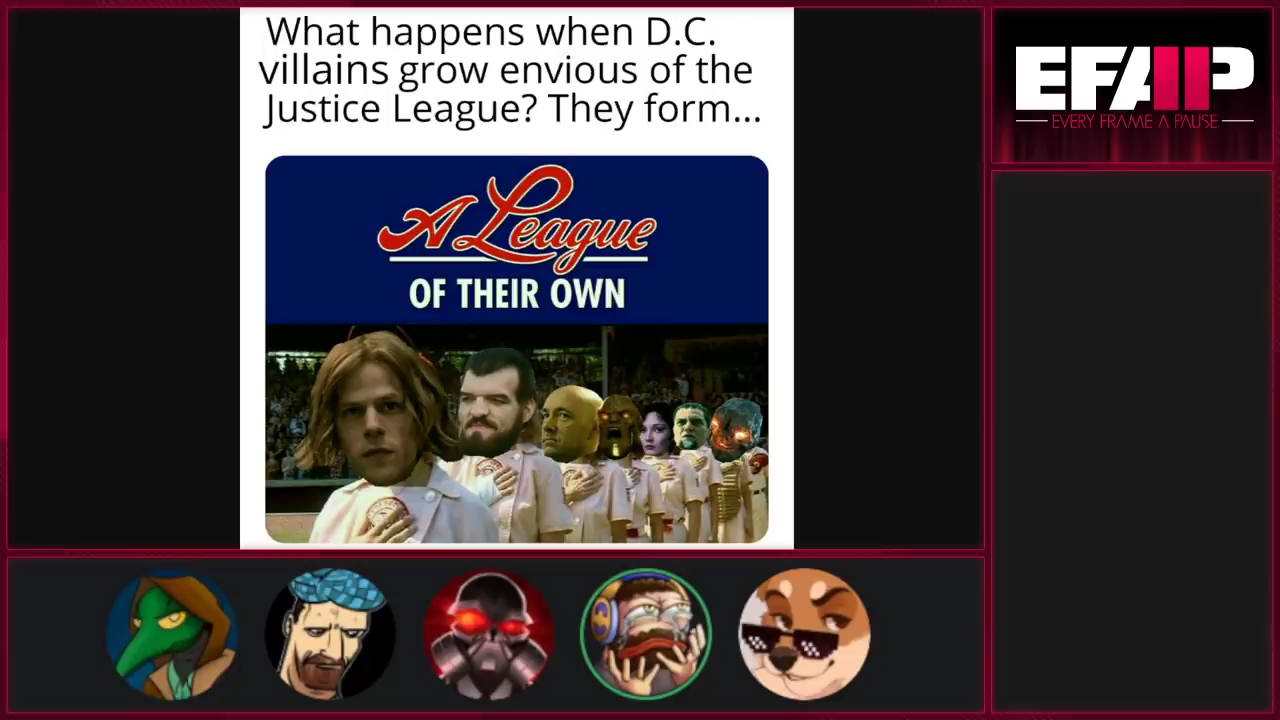 What happens when D.C.
villains grow envious of the
Justice League? They form...
A League
OF THEIR OWN
EFAP
EVERY FRAME A PAUSE